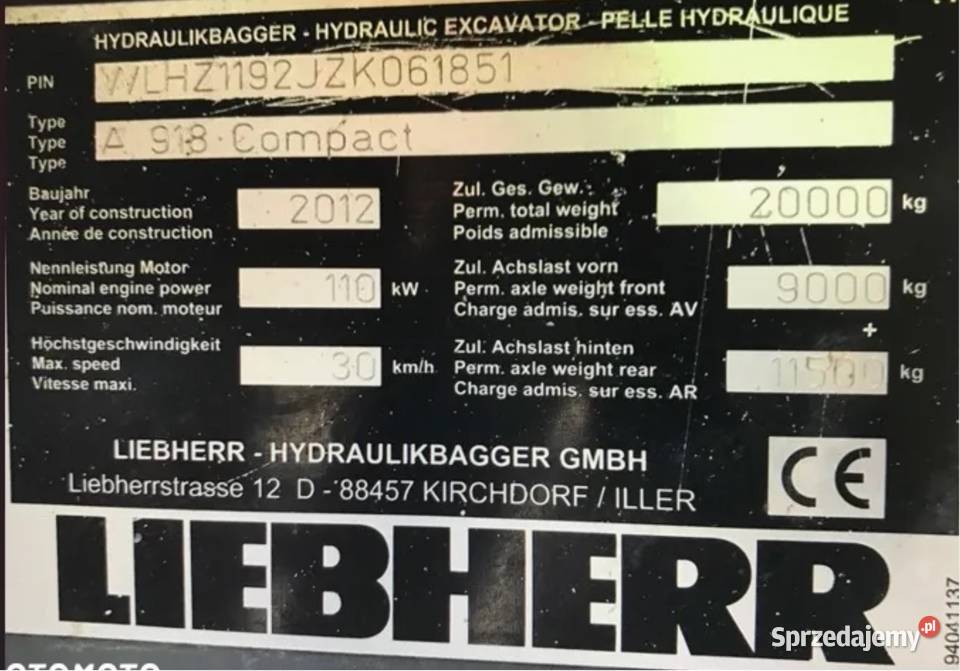 HYDRAULIKBAGGER - HYDRAULIC EXCAVATOR - PELLE HYDRAULIQUE
PIN WLHZ1192JZK061851
Type
Type A 918 Compact
Type
Baujahr
Year of construction 2012
Année de construction
Zul. Ges. Gew.
Perm. total weight 20000 kg
Poids admissible
Nennleistung Motor
Nominal engine power 110 kW
Puissance nom. moteur
Zul. Achslast vorn
Perm. axle weight front 9000 kg
Charge admis. sur ess. AV
+
Höchstgeschwindigkeit
Max. speed 30 km/h
Vitesse maxi.
Zul. Achslast hinten
Perm. axle weight rear 11500 kg
Charge admis. sur ess. AR
LIEBHERR - HYDRAULIKBAGGER GMBH
Liebherrstrasse 12 D - 88457 KIRCHDORF / ILLER
CE
LIEBHERR
94041137
Sprzedajemy.pl
OTOMOTO